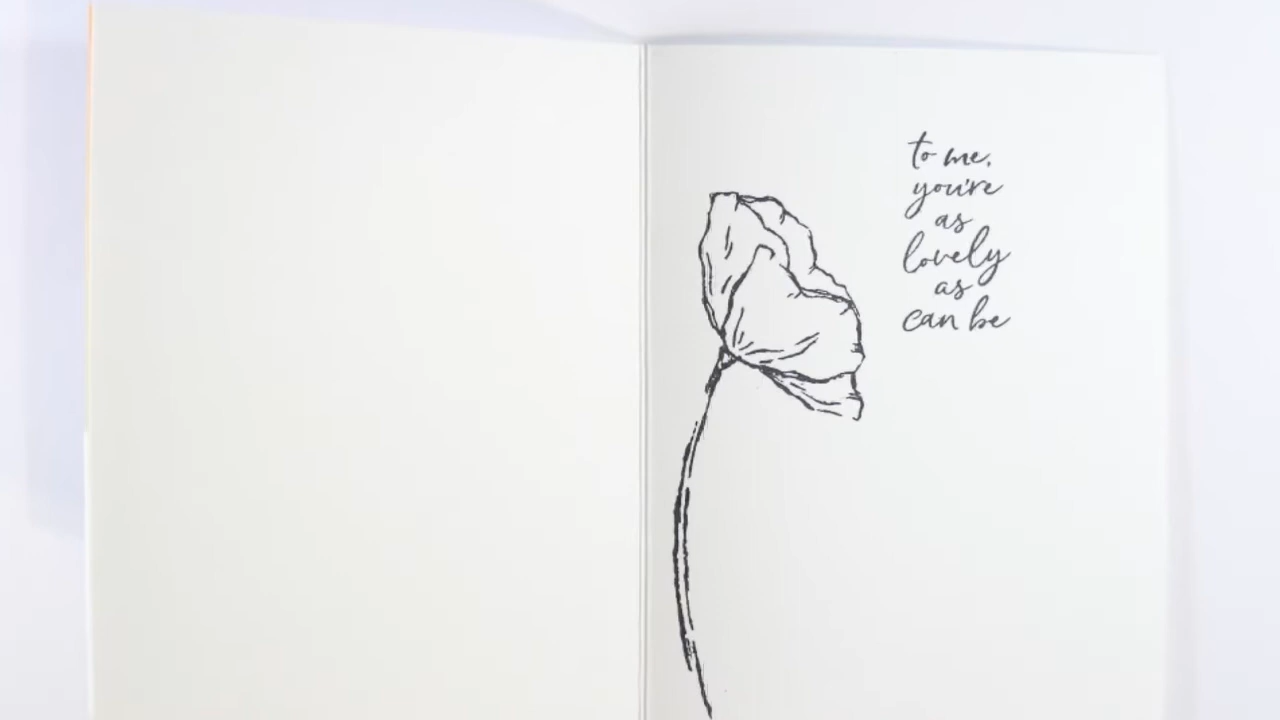 to me,
you're
as
lovely
as
can be